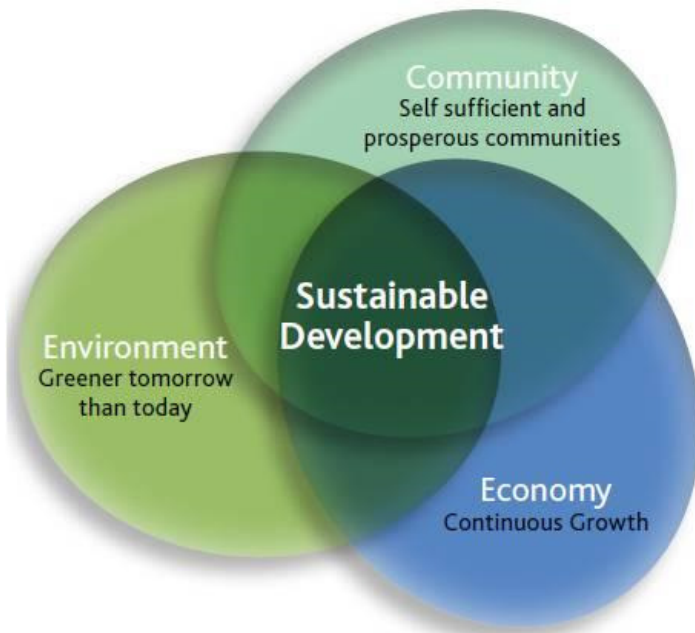 Community
Self sufficient and
prosperous communities
Sustainable
Development
Environment
Greener tomorrow
than today
Economy
Continuous Growth